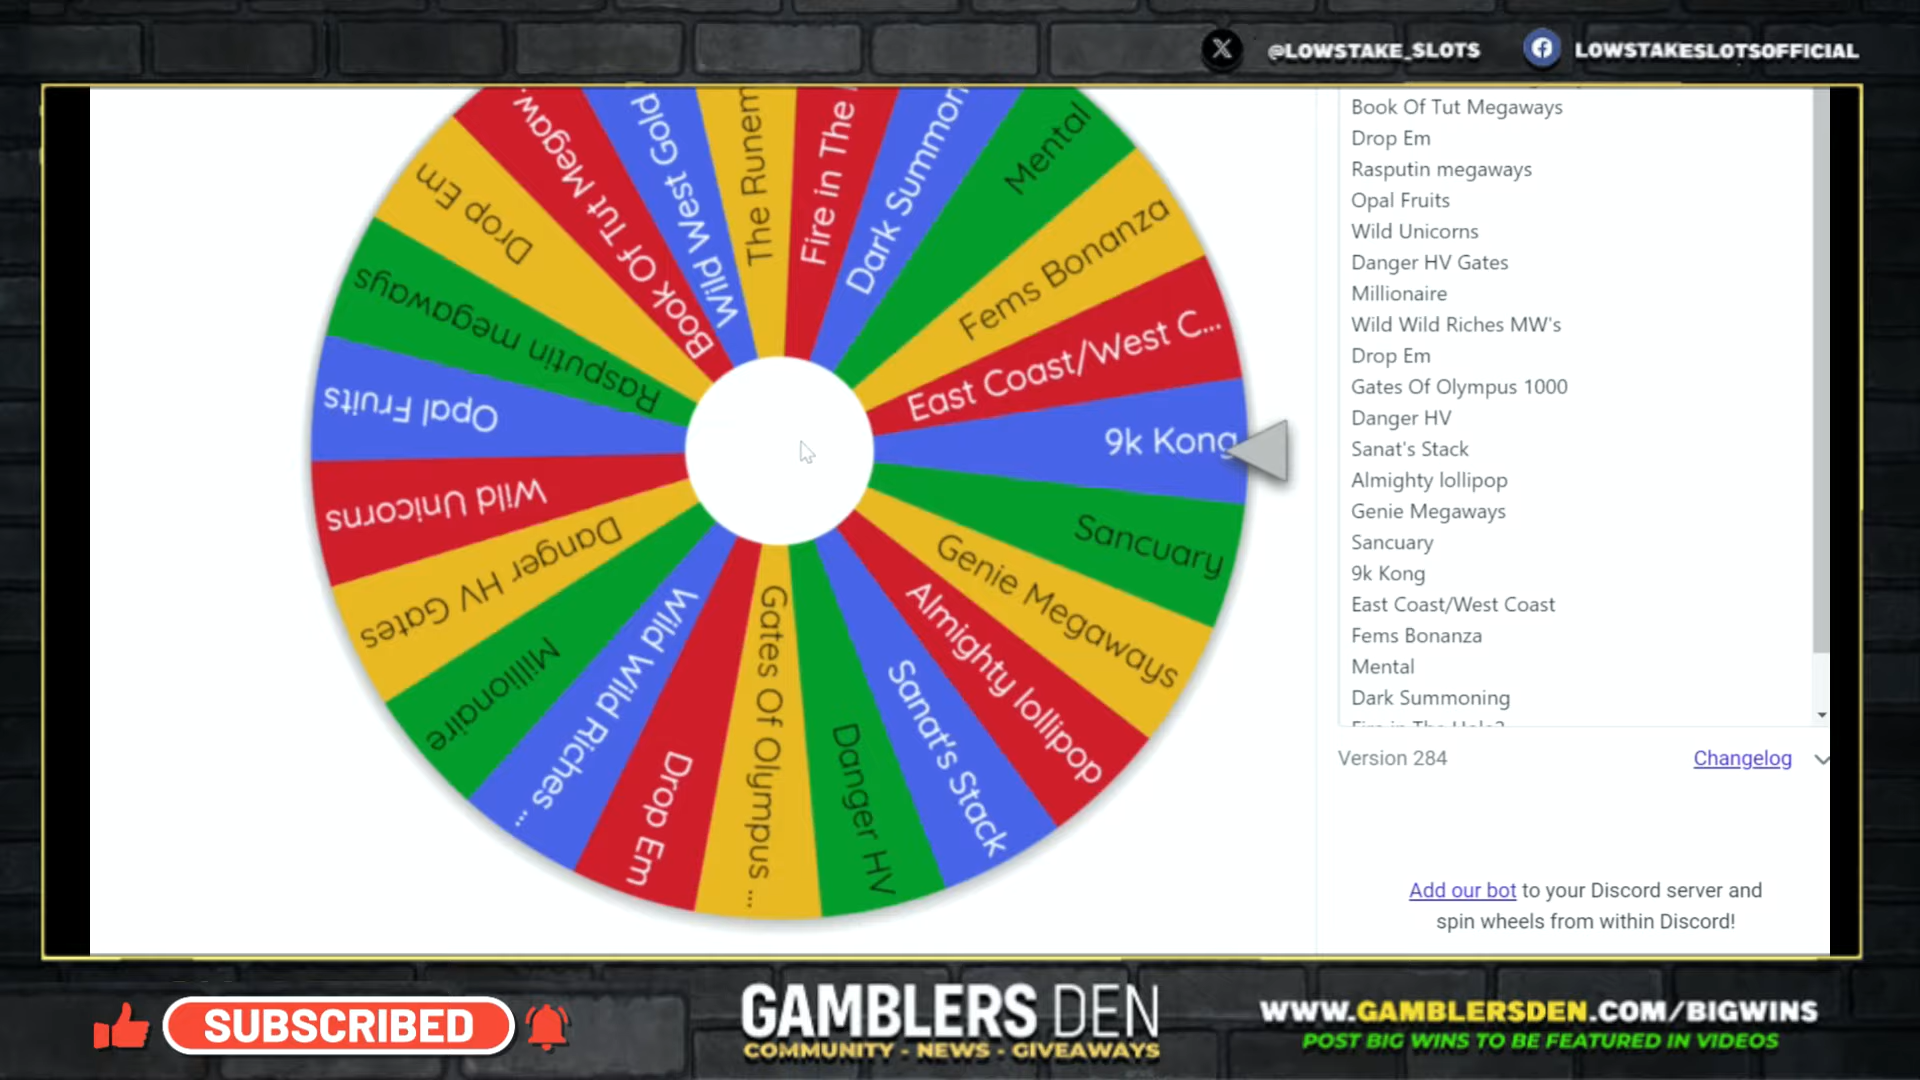 @LOWSTAKE_SLOTS
LOWSTAKESLOTSOFFICIAL
Book Of Tut Megaw..
Wild West Gold
The Runem
Fire in The
Dark Summon
Mental
Fems Bonanza
East Coast/West C...
9k Kong
Sancuary
Genie Megaways
Almighty lollipop
Sanat's Stack
Danger HV
Gates Of Olympus ...
Drop Em
Wild Wild Riches ...
Millionaire
Danger HV Gates
Wild Unicorns
Opal Fruits
Rasputin megaways
Drop Em
Book Of Tut Megaways
Drop Em
Rasputin megaways
Opal Fruits
Wild Unicorns
Danger HV Gates
Millionaire
Wild Wild Riches MW's
Drop Em
Gates Of Olympus 1000
Danger HV
Sanat's Stack
Almighty lollipop
Genie Megaways
Sancuary
9k Kong
East Coast/West Coast
Fems Bonanza
Mental
Dark Summoning
Version 284
Changelog
Add our bot to your Discord server and
spin wheels from within Discord!
SUBSCRIBED
GAMBLERS DEN
COMMUNITY - NEWS - GIVEAWAYS
WWW.GAMBLERSDEN.COM/BIGWINS
POST BIG WINS TO BE FEATURED IN VIDEOS